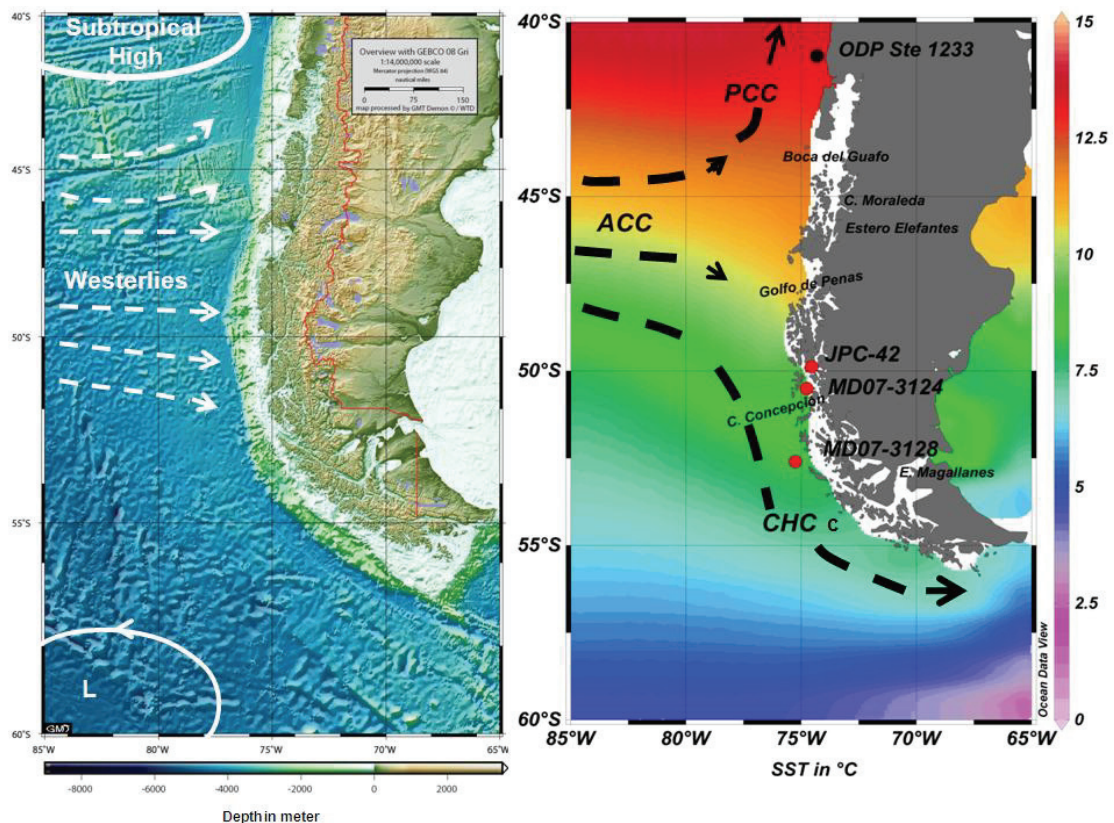 40°S
Subtropical
High
Overview with GEBCO 08 Gri
1:14,000,000 scale
Mercator projection (WGS 84)
nautical miles
0 75 150
map processed by GMT Demon © / WTD
45°S
Westerlies
50°S
55°S
L
GMT
60°S
85°W 80°W 75°W 70°W 65°W
-8000 -6000 -4000 -2000 0 2000
Depth in meter
40°S
ODP Ste 1233
PCC
Boca del Guafo
45°S
C. Moraleda
ACC
Estero Elefantes
Golfo de Penas
50°S
JPC-42
MD07-3124
C. Concepción
MD07-3128
E. Magallanes
CHC C
55°S
60°S
85°W 80°W 75°W 70°W 65°W
SST in °C
15
12.5
10
7.5
5
2.5
0
Ocean Data View